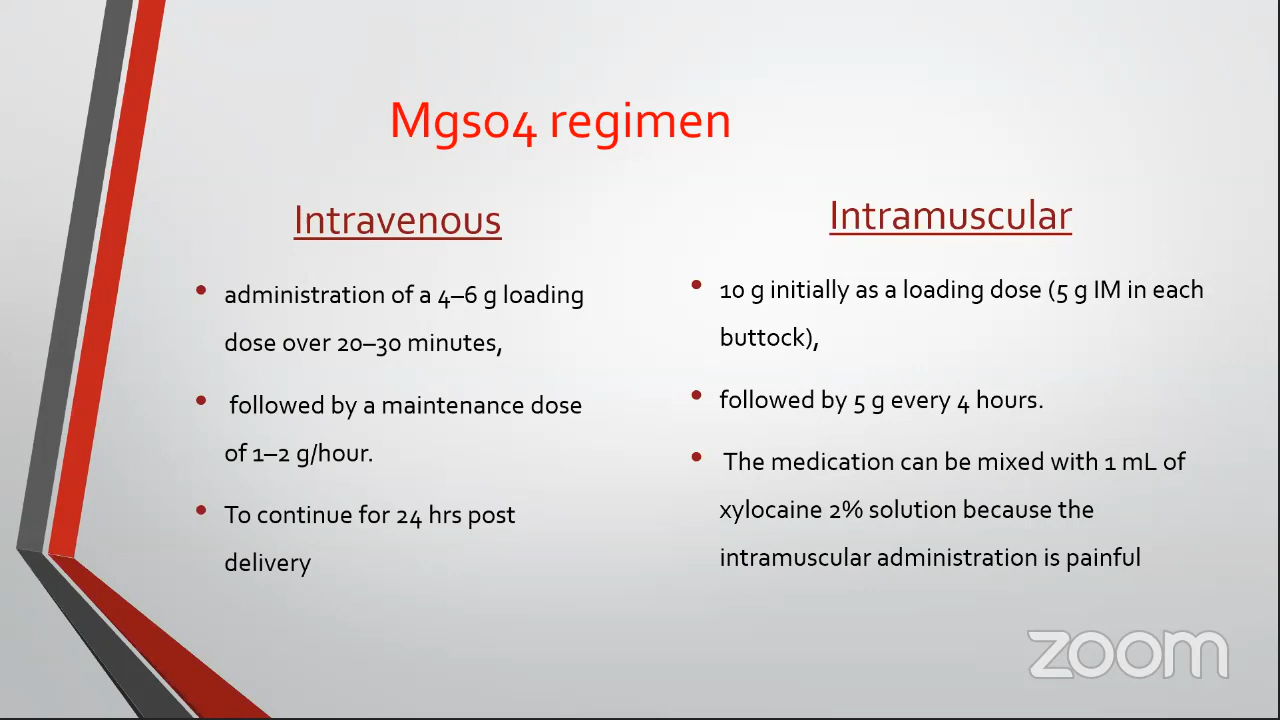 Mgso4 regimen
Intravenous
• administration of a 4–6 g loading
dose over 20–30 minutes,
• followed by a maintenance dose
of 1–2 g/hour.
• To continue for 24 hrs post
delivery
Intramuscular
• 10 g initially as a loading dose (5 g IM in each
buttock),
• followed by 5 g every 4 hours.
• The medication can be mixed with 1 mL of
xylocaine 2% solution because the
intramuscular administration is painful
zoom